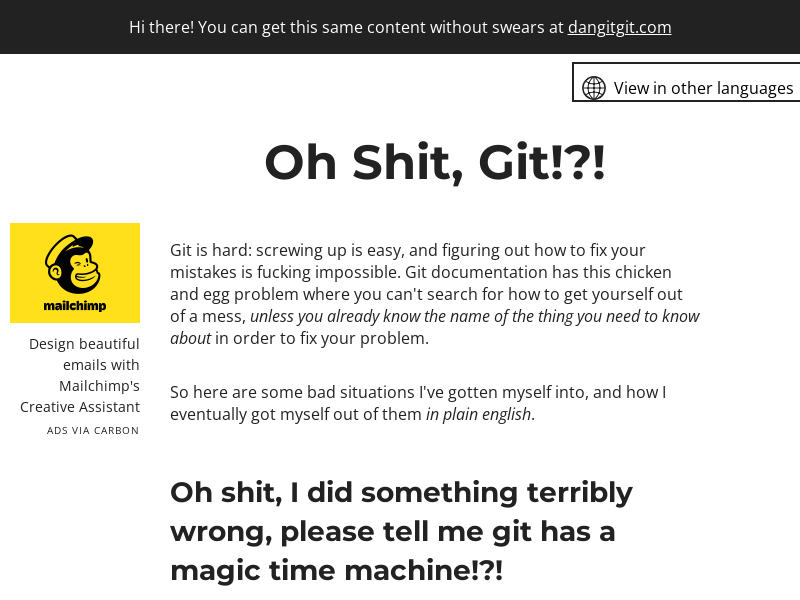 Hi there! You can get this same content without swears at dangitgit.com
View in other languages
Oh Shit, Git!?!
mailchimp
Design beautiful
emails with
Mailchimp's
Creative Assistant
ADS VIA CARBON
Git is hard: screwing up is easy, and figuring out how to fix your
mistakes is fucking impossible. Git documentation has this chicken
and egg problem where you can't search for how to get yourself out
of a mess, unless you already know the name of the thing you need to know
about in order to fix your problem.
So here are some bad situations I've gotten myself into, and how I
eventually got myself out of them in plain english.
Oh shit, I did something terribly
wrong, please tell me git has a
magic time machine!?!